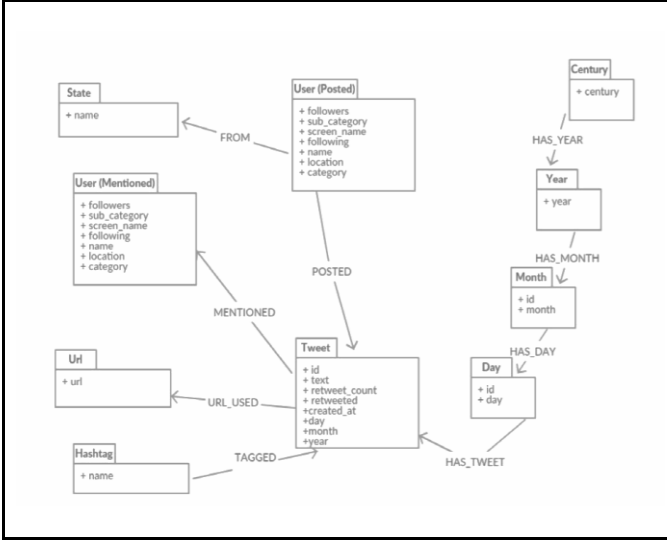 State
+ name
FROM
User (Posted)
+ followers
+ sub_category
+ screen_name
+ following
+ name
+ location
+ category
Century
+ century
HAS_YEAR
Year
+ year
HAS_MONTH
Month
+ id
+ month
HAS_DAY
Day
+ id
+ day
HAS_TWEET
User (Mentioned)
+ followers
+ sub_category
+ screen_name
+ following
+ name
+ location
+ category
MENTIONED
POSTED
Tweet
+ id
+ text
+ retweet_count
+ retweeted
+created_at
+day
+month
+year
Url
+ url
URL_USED
Hashtag
+ name
TAGGED